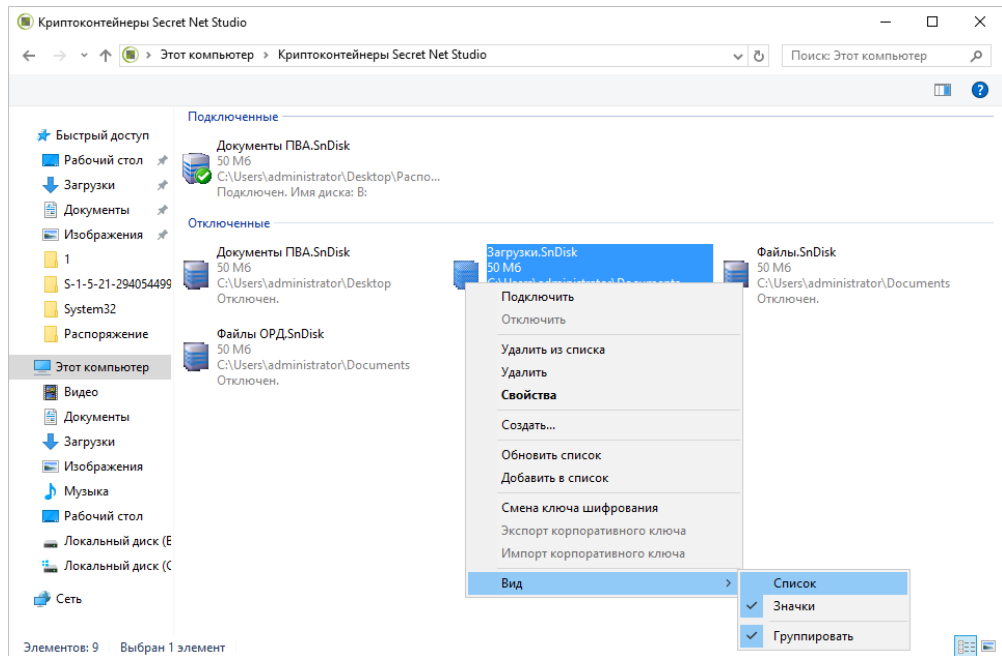 Криптоконтейнеры Secret Net Studio
Этот компьютер > Криптоконтейнеры Secret Net Studio
Поиск: Этот компьютер
Быстрый доступ
Рабочий стол
Загрузки
Документы
Изображения
1
S-1-5-21-294054499
System32
Распоряжение
Этот компьютер
Видео
Документы
Загрузки
Изображения
Музыка
Рабочий стол
Локальный диск (E
Локальный диск (C
Сеть
Подключенные
Документы ПВА.SnDisk
50 Мб
C:\Users\administrator\Desktop\Распо...
Подключен. Имя диска: B:
Отключенные
Документы ПВА.SnDisk
50 Мб
C:\Users\administrator\Desktop
Отключен.
Загрузки.SnDisk
50 Мб
C:\Users\administrator\Documents
Файлы.SnDisk
50 Мб
C:\Users\administrator\Documents
Отключен.
Файлы ОРД.SnDisk
50 Мб
C:\Users\administrator\Documents
Отключен.
Подключить
Отключить
Удалить из списка
Удалить
Свойства
Создать...
Обновить список
Добавить в список
Смена ключа шифрования
Экспорт корпоративного ключа
Импорт корпоративного ключа
Вид
Список
Значки
Группировать
Элементов: 9 Выбран 1 элемент